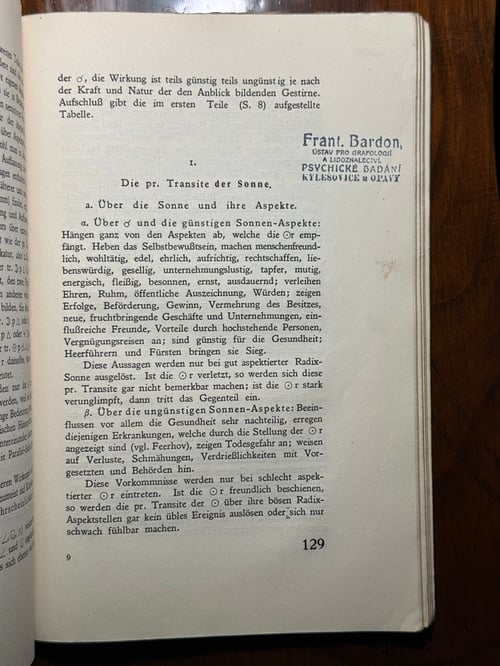 der ☌, die Wirkung ist teils günstig teils ungünstig je nach
der Kraft und Natur der den Anblick bildenden Gestirne.
Aufschluß gibt die im ersten Teile (S. 8) aufgestellte
Tabelle.
Frant. Bardon,
ÚSTAV PRO GRAFOLOGII
A LIDOZNALECTVÍ,
PSYCHICKÉ BADÁNÍ
KYLEŠOVICE u OPAVY
1.
Die pr. Transite der Sonne.
a. Über die Sonne und ihre Aspekte.
α. Über ☌ und die günstigen Sonnen-Aspekte:
Hängen ganz von den Aspekten ab, welche die ☉r emp-
fängt. Heben das Selbstbewußtsein, machen menschenfreund-
lich, wohltätig, edel, ehrlich, aufrichtig, rechtschaffen, lie-
benswürdig, gesellig, unternehmungslustig, tapfer, mutig,
energisch, fleißig, besonnen, ernst, ausdauernd; verleihen
Ehren, Ruhm, öffentliche Auszeichnung, Würden; zeigen
Erfolge, Beförderung, Gewinn, Vermehrung des Besitzes,
neue, fruchtbringende Geschäfte und Unternehmungen, ein-
flußreiche Freunde, Vorteile durch hochstehende Personen,
Vergnügungsreisen an; sind günstig für die Gesundheit;
Heerführern und Fürsten bringen sie Sieg.
Diese Aussagen werden nur bei gut aspektierter Radix-
Sonne ausgelöst. Ist die ☉r verletzt, so werden sich diese
pr. Transite gar nicht bemerkbar machen; ist die ☉r stark
verunglimpft, dann tritt das Gegenteil ein.
β. Über die ungünstigen Sonnen-Aspekte: Beein-
flussen vor allem die Gesundheit sehr nachteilig, erregen
diejenigen Erkrankungen, welche durch die Stellung der ☉r
angezeigt sind (vgl. Feerhov), zeigen Todesgefahr an; weisen
auf Verluste, Schmähungen, Verdrießlichkeiten mit Vor-
gesetzten und Behörden hin.
Diese Vorkommnisse werden nur bei schlecht aspek-
tierter ☉r eintreten. Ist die ☉r freundlich beschienen,
so werden die pr. Transite der ☉ über ihre bösen Radix-
Aspektstellen gar kein übles Ereignis auslösen oder sich nur
schwach fühlbar machen.
129
9